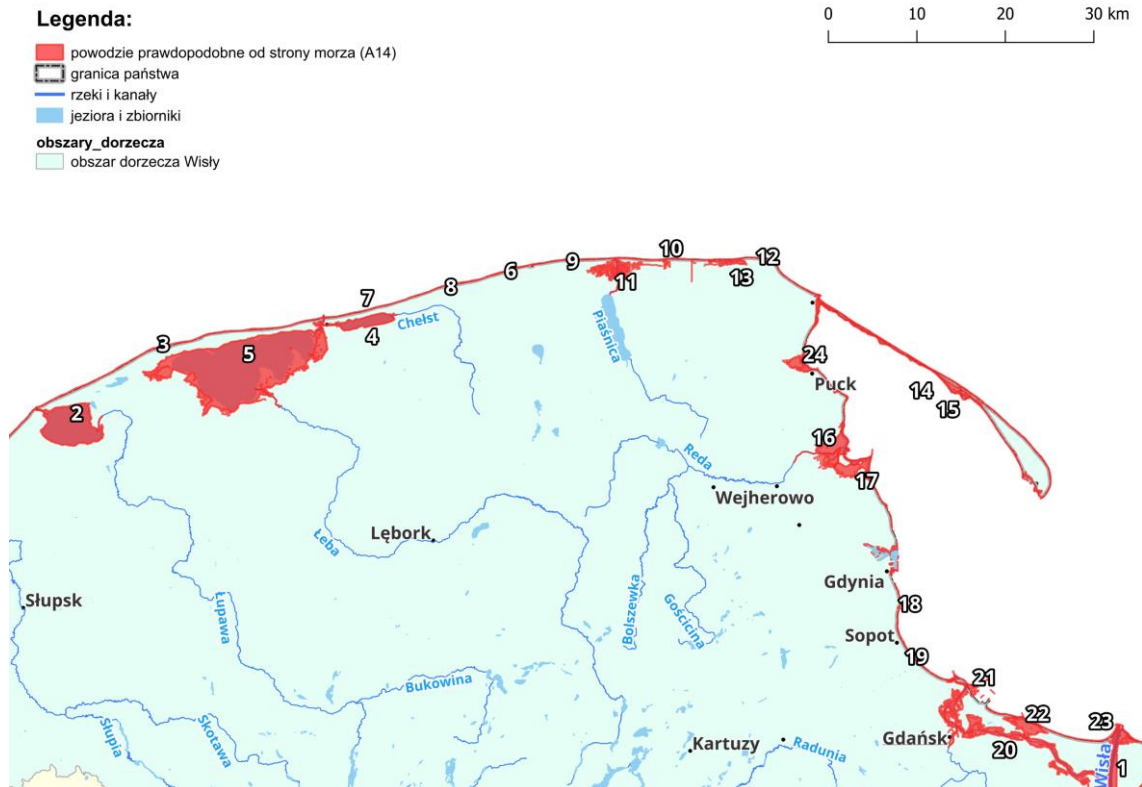 Legenda:
powodzie prawdopodobne od strony morza (A14)
granica państwa
rzeki i kanały
jeziora i zbiorniki
obszary_dorzecza
obszar dorzecza Wisły
0 10 20 30 km
10
12
9
6
11
13
8
7
Chełst
4
Piaśnica
3
5
24
Puck
14
15
2
16
Reda
17
Wejherowo
Lębork
Łeba
Gdynia
Słupsk
Łupawa
Bolszewka
Gościcina
18
Sopot
19
21
Bukowina
22
23
Słupia
Skotawa
Kartuzy
Radunia
Gdańsk
20
Wisła
1